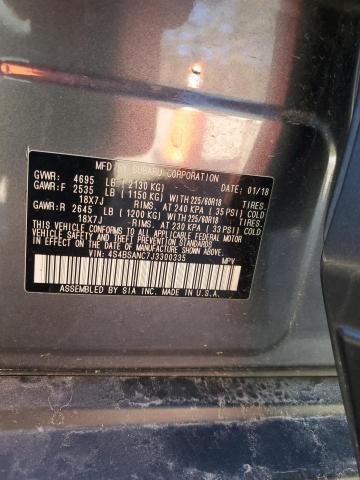 MFD. BY SUBARU CORPORATION DATE: 01/18
GVWR: 4695 LB (2130 KG)
GAWR:F 2535 LB (1150 KG) WITH 225/60R18 TIRES.
18X7J RIMS. AT 240 KPA (35 PSI) COLD
GAWR:R 2645 LB (1200 KG) WITH 225/60R18 TIRES.
18X7J RIMS. AT 230 KPA (33 PSI) COLD
THIS VEHICLE CONFORMS TO ALL APPLICABLE FEDERAL MOTOR
VEHICLE SAFETY STANDARDS IN EFFECT ON THE
DATE OF MANUFACTURE SHOWN ABOVE.
VIN: 4S4BSANC7J3300335 MPV
ASSEMBLED BY SIA INC. MADE IN U.S.A.